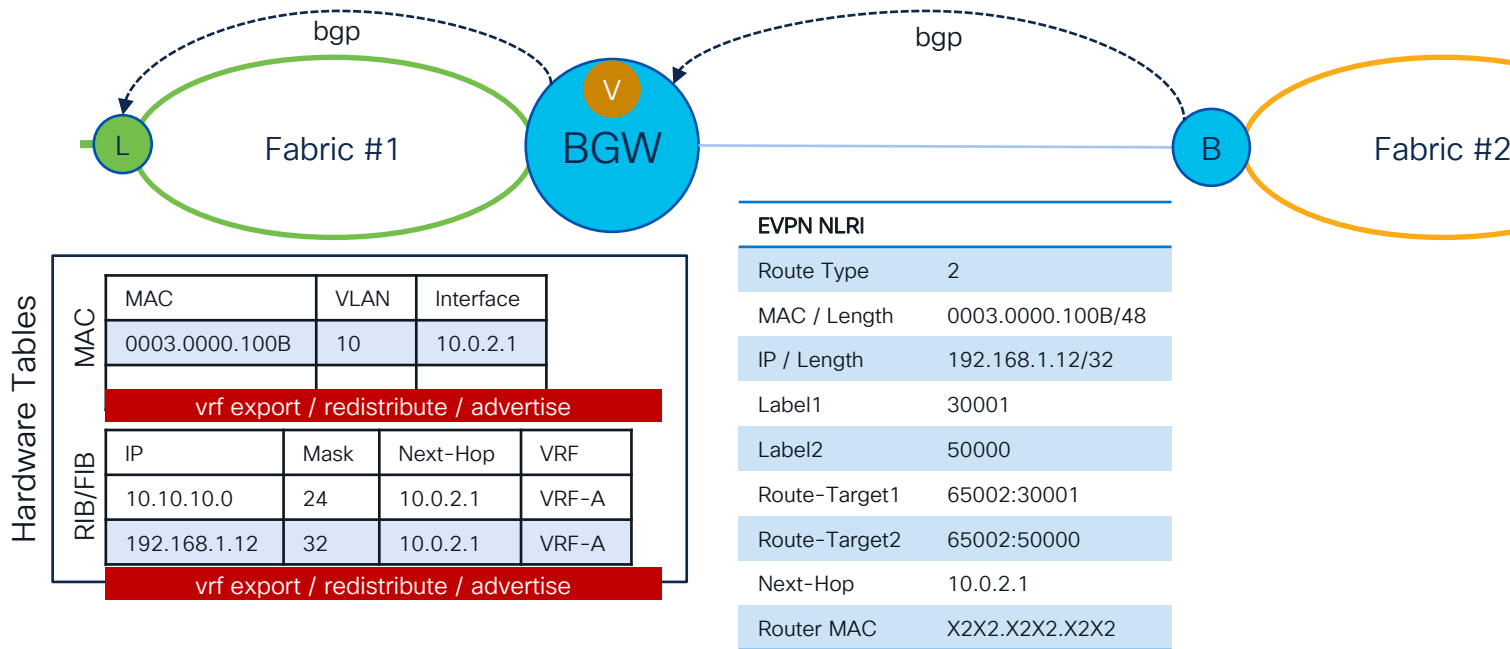 bgp
bgp
V
L
Fabric #1
BGW
B
Fabric #2
Hardware Tables
MAC
MAC VLAN Interface
0003.0000.100B 10 10.0.2.1
vrf export / redistribute / advertise
RIB/FIB
IP Mask Next-Hop VRF
10.10.10.0 24 10.0.2.1 VRF-A
192.168.1.12 32 10.0.2.1 VRF-A
vrf export / redistribute / advertise
EVPN NLRI
Route Type 2
MAC / Length 0003.0000.100B/48
IP / Length 192.168.1.12/32
Label1 30001
Label2 50000
Route-Target1 65002:30001
Route-Target2 65002:50000
Next-Hop 10.0.2.1
Router MAC X2X2.X2X2.X2X2